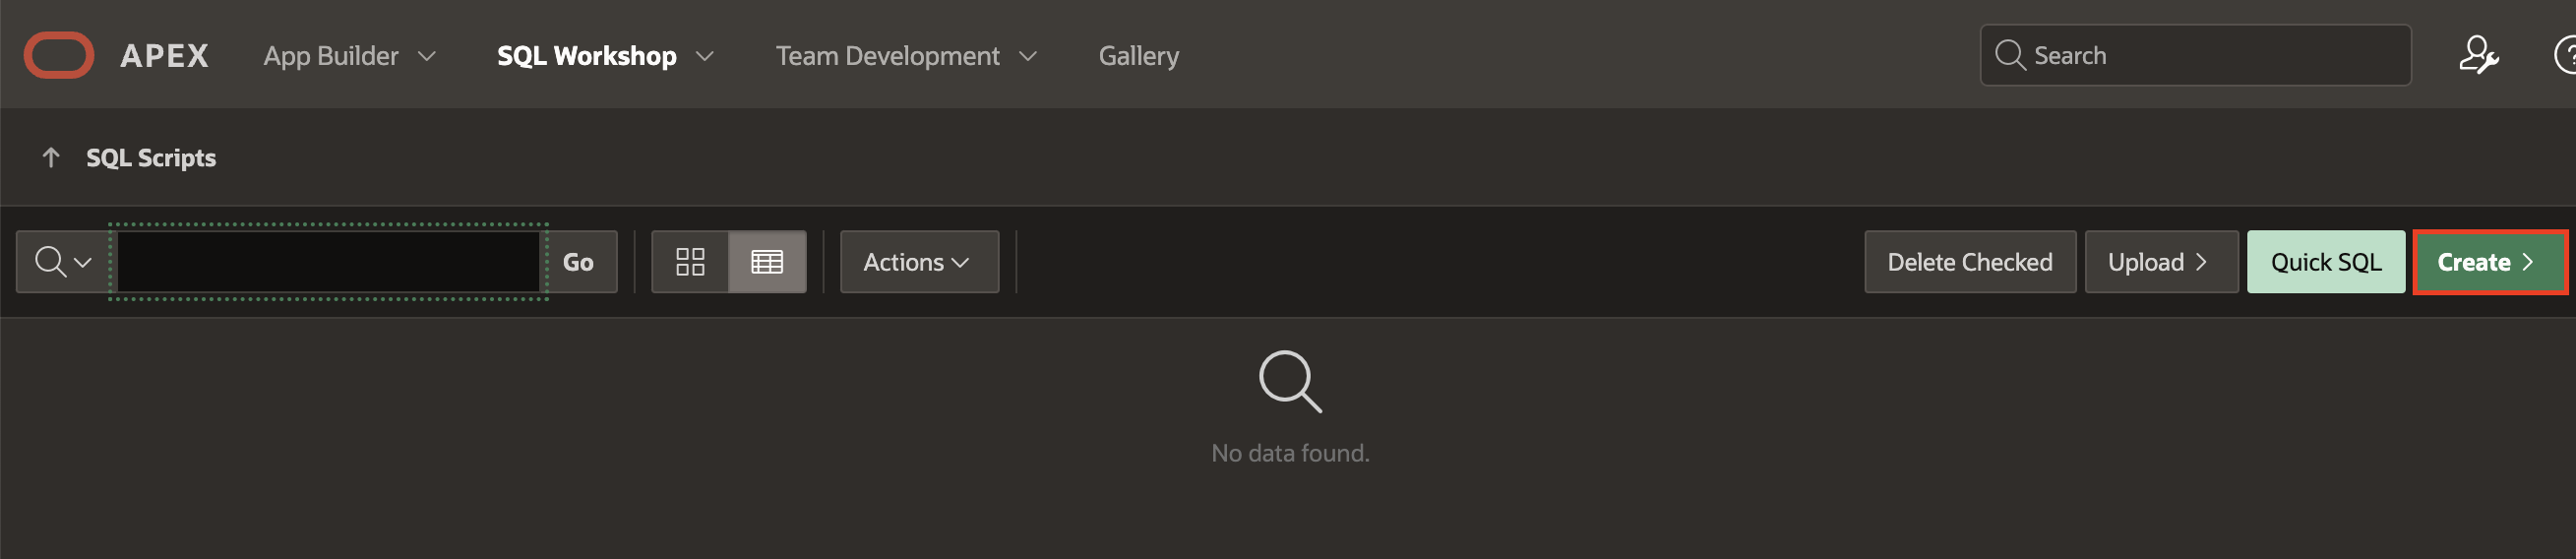 APEX App Builder SQL Workshop Team Development Gallery Search ?
SQL Scripts
Go Actions Delete Checked Upload Quick SQL Create
No data found.